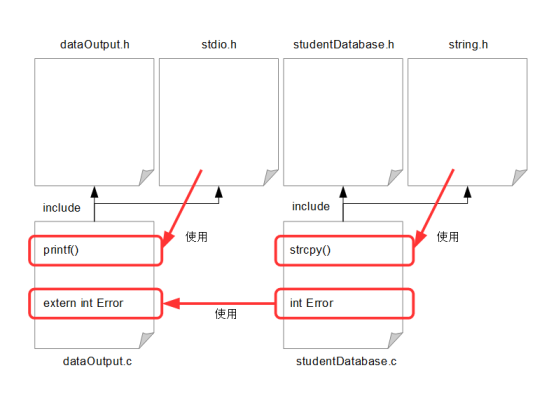 dataOutput.h
stdio.h
studentDatabase.h
string.h
include
include
使用
使用
printf()
strcpy()
extern int Error
int Error
使用
dataOutput.c
studentDatabase.c